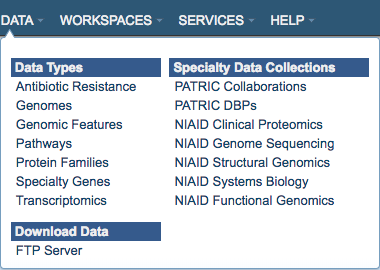 DATA WORKSPACES SERVICES HELP
Data Types
Antibiotic Resistance
Genomes
Genomic Features
Pathways
Protein Families
Specialty Genes
Transcriptomics
Download Data
FTP Server
Specialty Data Collections
PATRIC Collaborations
PATRIC DBPs
NIAID Clinical Proteomics
NIAID Genome Sequencing
NIAID Structural Genomics
NIAID Systems Biology
NIAID Functional Genomics